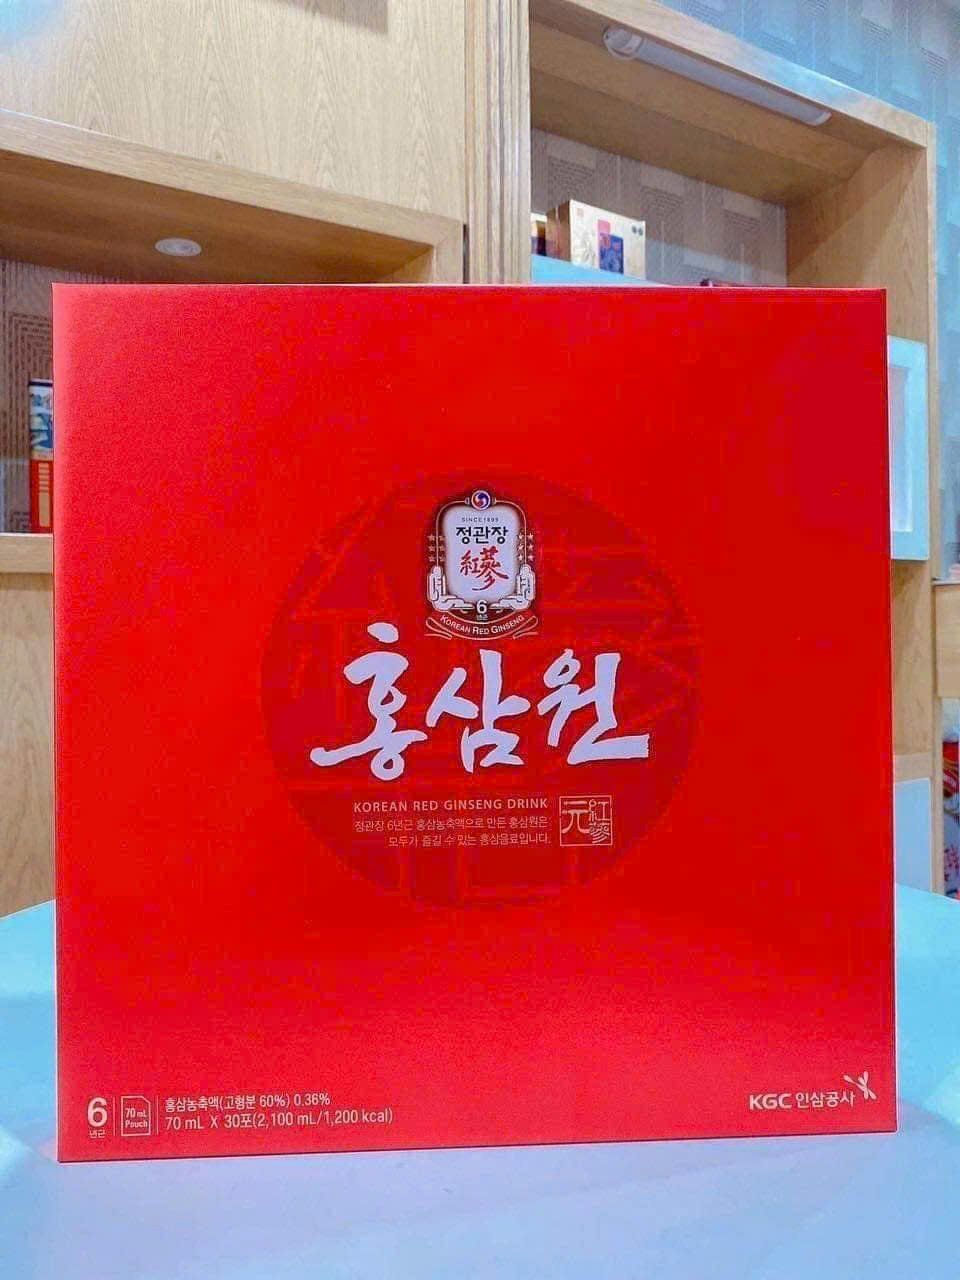 SINCE 1899
정관장
紅蔘
6
년근
KOREAN RED GINSENG
홍삼원
KOREAN RED GINSENG DRINK
정관장 6년근 홍삼농축액으로 만든 홍삼원은
모두가 즐길 수 있는 홍삼음료입니다.
元紅蔘
6
년근
70 mL
Pouch
홍삼농축액(고형분 60%) 0.36%
70 mL X 30포(2,100 mL/1,200 kcal)
KGC 인삼공사